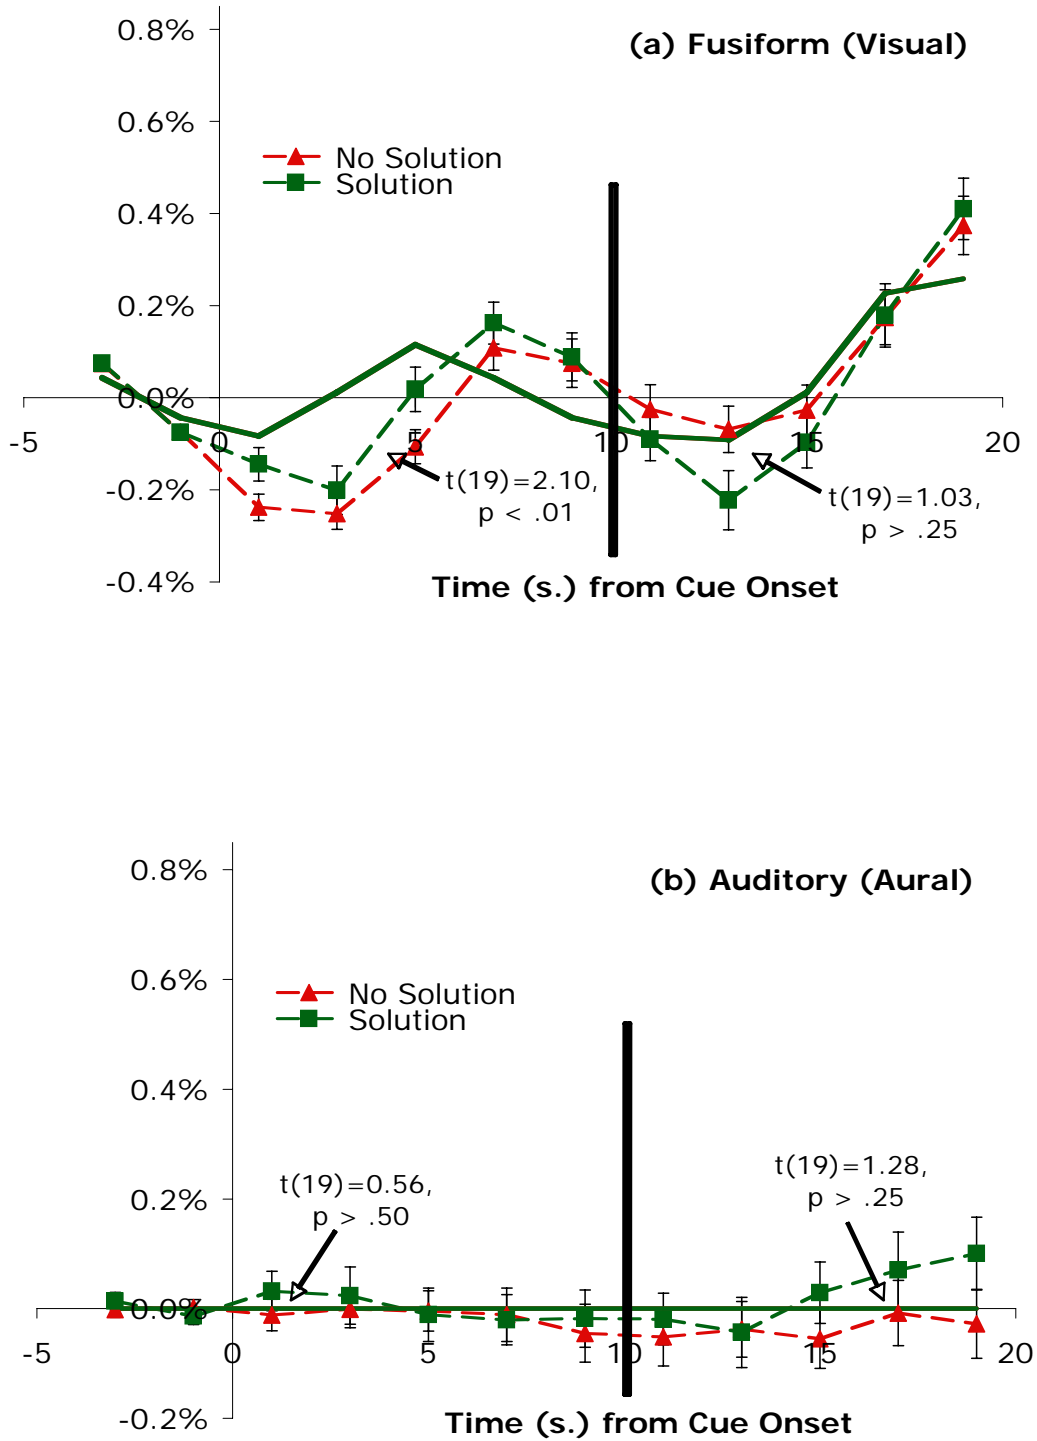 0.8%
(a) Fusiform (Visual)
0.6%
No Solution
Solution
0.4%
0.2%
0.0%
-5 0 5 10 15 20
-0.2%
t(19)=2.10,
p < .01
t(19)=1.03,
p > .25
-0.4%
Time (s.) from Cue Onset
0.8%
(b) Auditory (Aural)
0.6%
No Solution
Solution
0.4%
0.2%
t(19)=0.56,
p > .50
t(19)=1.28,
p > .25
0.0%
-5 0 5 10 15 20
-0.2%
Time (s.) from Cue Onset